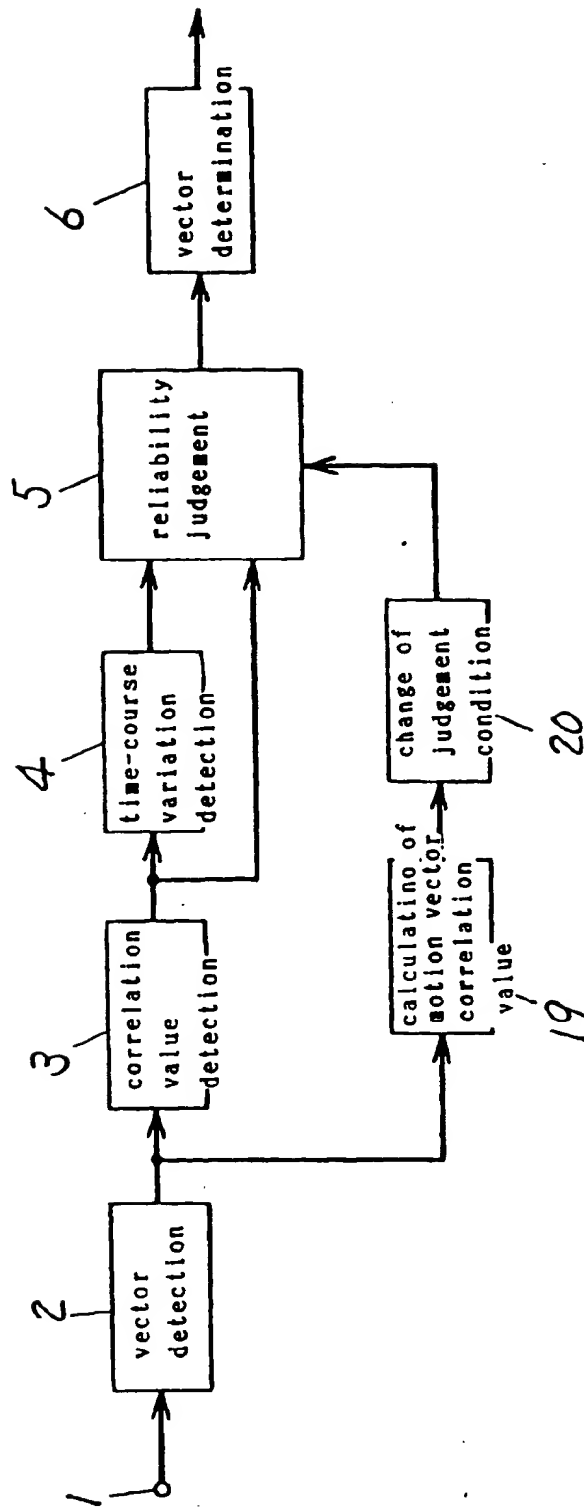 1
2
vector
detection
3
correlation
value
detection
4
time-course
variation
detection
5
reliability
judgement
6
vector
determination
calculatino of
motion vector
correlation
value
19
change of
judgement
condition
20